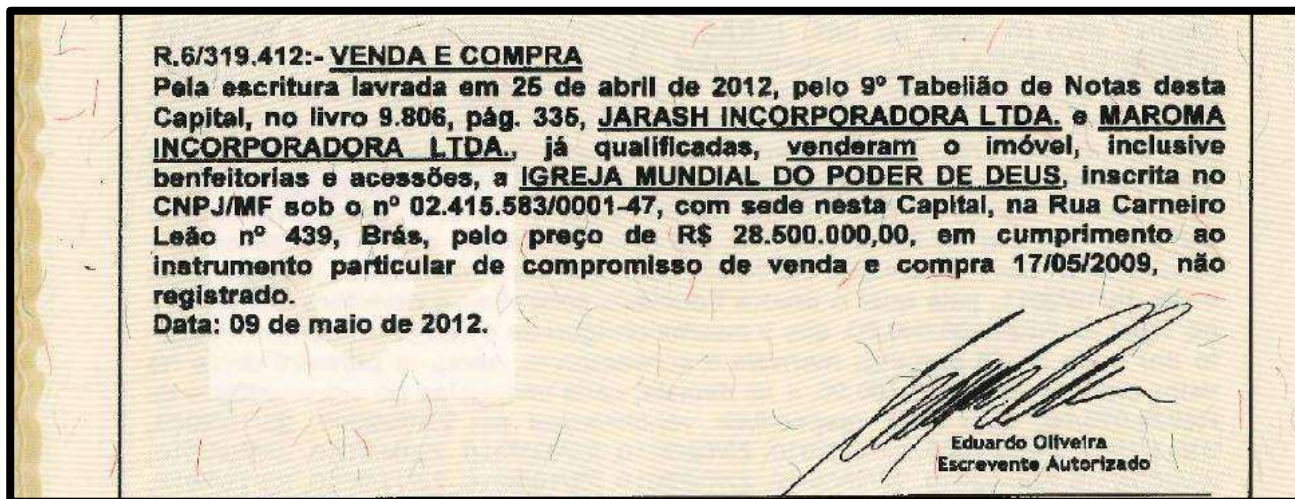 R.6/319.412:- VENDA E COMPRA
Pela escritura lavrada em 25 de abril de 2012, pelo 9º Tabelião de Notas desta
Capital, no livro 9.806, pág. 335, JARASH INCORPORADORA LTDA. e MAROMA
INCORPORADORA LTDA., já qualificadas, venderam o imóvel, inclusive
benfeitorias e acessões, a IGREJA MUNDIAL DO PODER DE DEUS, inscrita no
CNPJ/MF sob o nº 02.415.583/0001-47, com sede nesta Capital, na Rua Carneiro
Leão nº 439, Brás, pelo preço de R$ 28.500.000,00, em cumprimento ao
instrumento particular de compromisso de venda e compra 17/05/2009, não
registrado.
Data: 09 de maio de 2012.
Eduardo Oliveira
Escrevente Autorizado